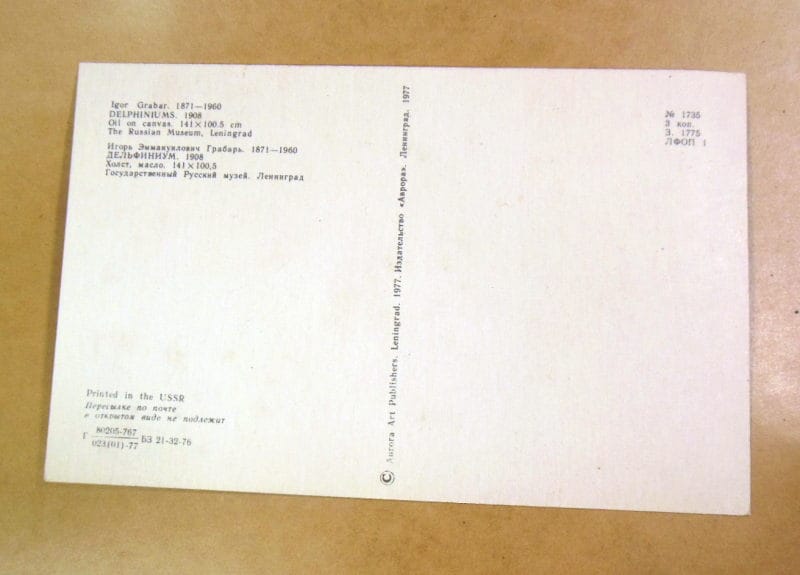 Igor Grabar. 1871—1960
DELPHINIUMS. 1908
Oil on canvas. 141×100.5 cm
The Russian Museum, Leningrad
Игорь Эммануилович Грабарь. 1871—1960
ДЕЛЬФИНИУМ. 1908
Холст, масло. 141×100,5
Государственный Русский музей. Ленинград
Printed in the USSR
Пересылке по почте
в открытом виде не подлежит
Г 80205-767
023(01)-77 БЗ 21-32-76
© Aurora Art Publishers. Leningrad. 1977. Издательство «Аврора». Ленинград. 1977
№ 1735
3 коп.
З. 1775
ЛФОП 1